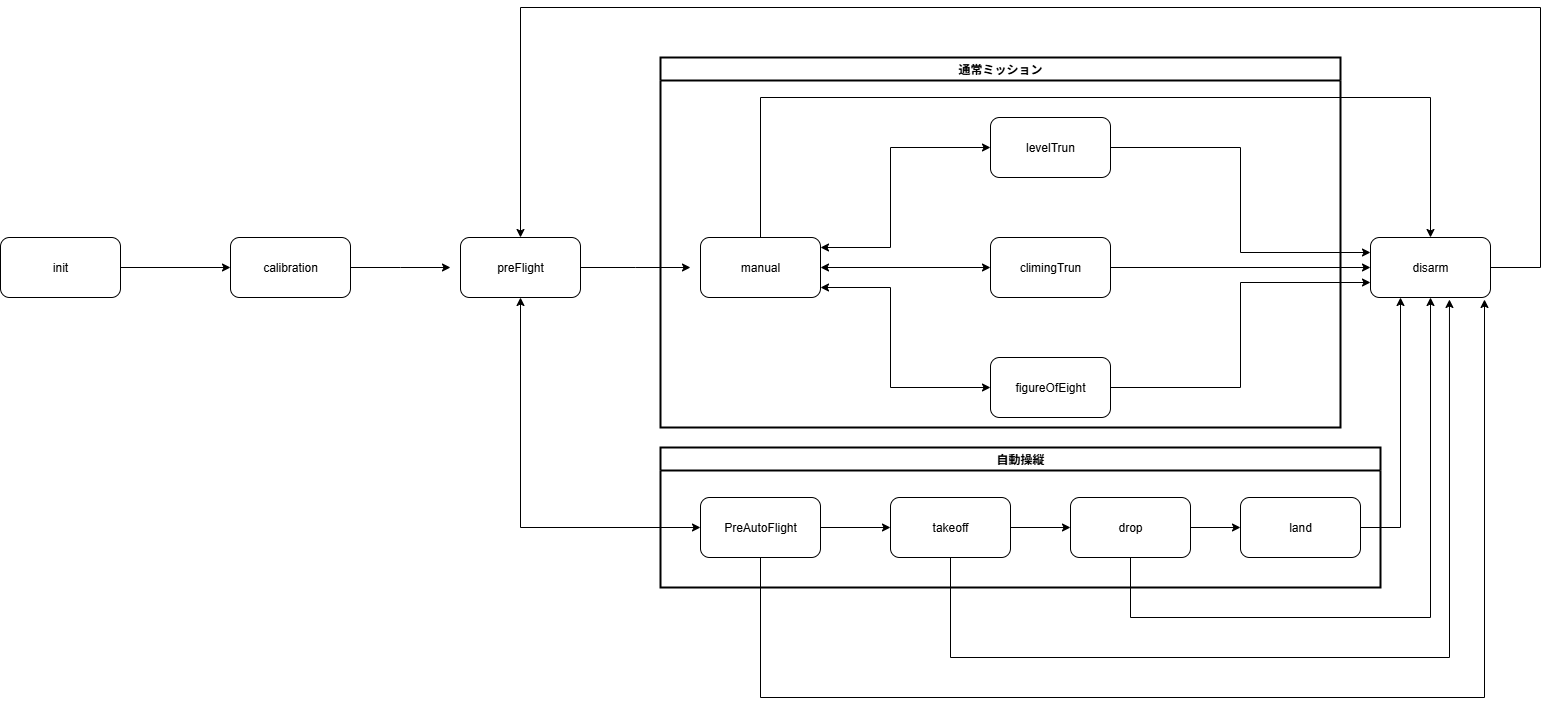 通常ミッション
levelTrun
init
calibration
preFlight
manual
climingTrun
disarm
figureOfEight
自動操縦
PreAutoFlight
takeoff
drop
land